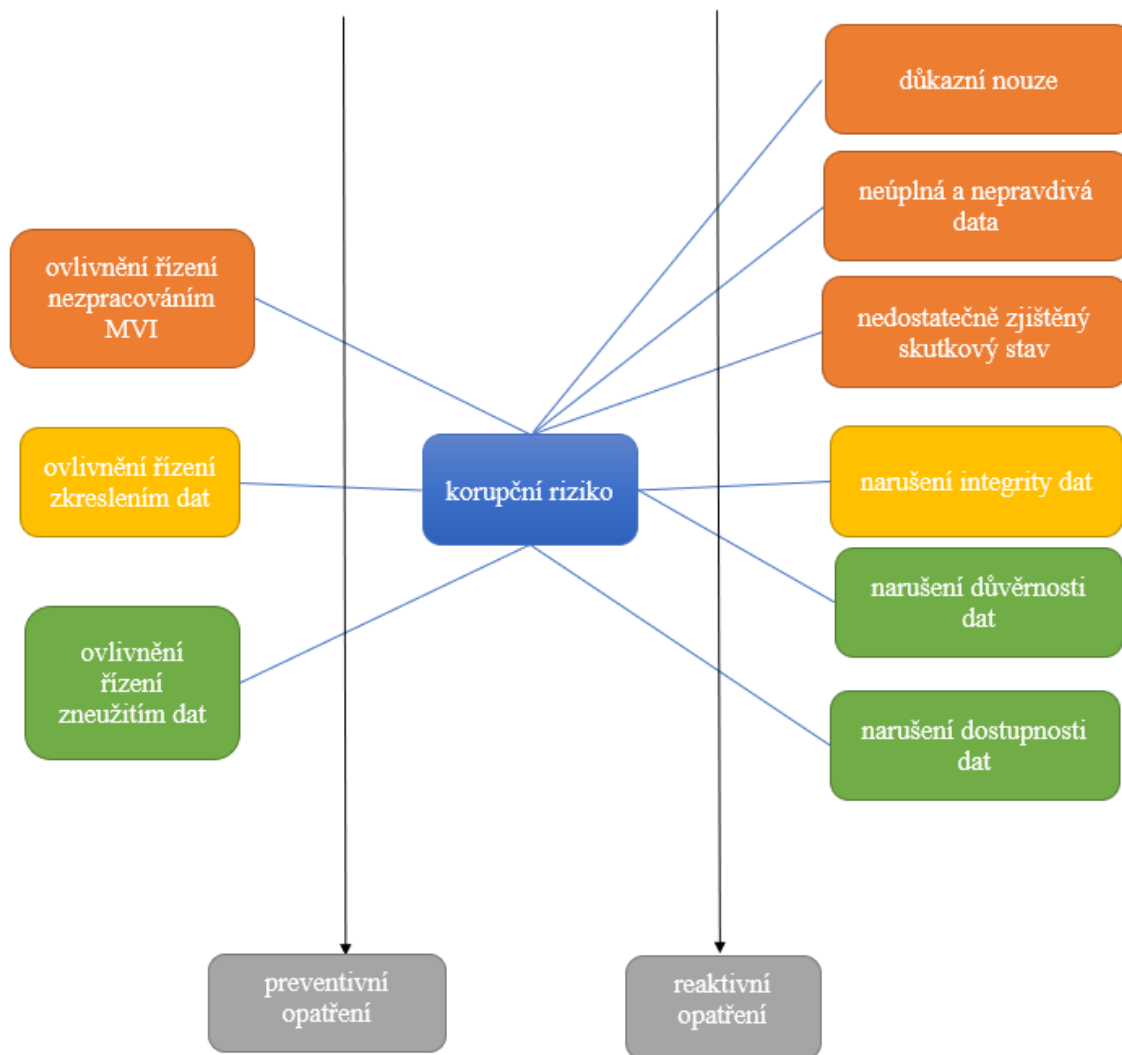 důkazní nouze
neúplná a nepravdivá
data
ovlivnění řízení
nezpracováním
MVI
nedostatečně zjištěný
skutkový stav
ovlivnění řízení
zkreslením dat
korupční riziko
narušení integrity dat
narušení důvěrnosti
dat
ovlivnění
řízení
zneužitím dat
narušení dostupnosti
dat
preventivní
opatření
reaktivní
opatření